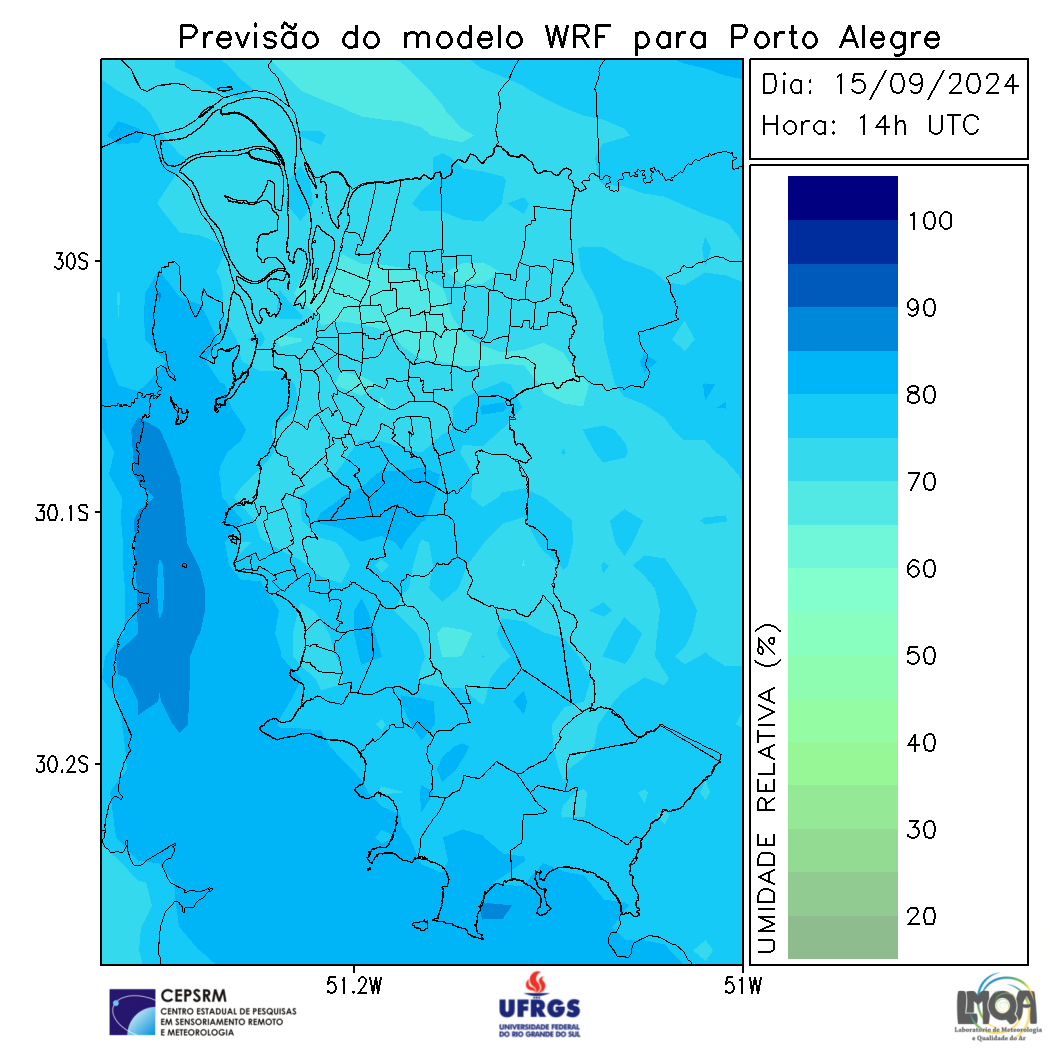 Previsão do modelo WRF para Porto Alegre
Dia: 15/09/2024
Hora: 14h UTC
30S
30.1S
30.2S
51.2W
51W
100
90
80
70
60
50
40
30
20
UMIDADE RELATIVA (%)
CEPSRM
CENTRO ESTADUAL DE PESQUISAS
EM SENSORIAMENTO REMOTO
E METEOROLOGIA
UFRGS
UNIVERSIDADE FEDERAL
DO RIO GRANDE DO SUL
LMQA
Laboratório de Meteorologia
e Qualidade do Ar